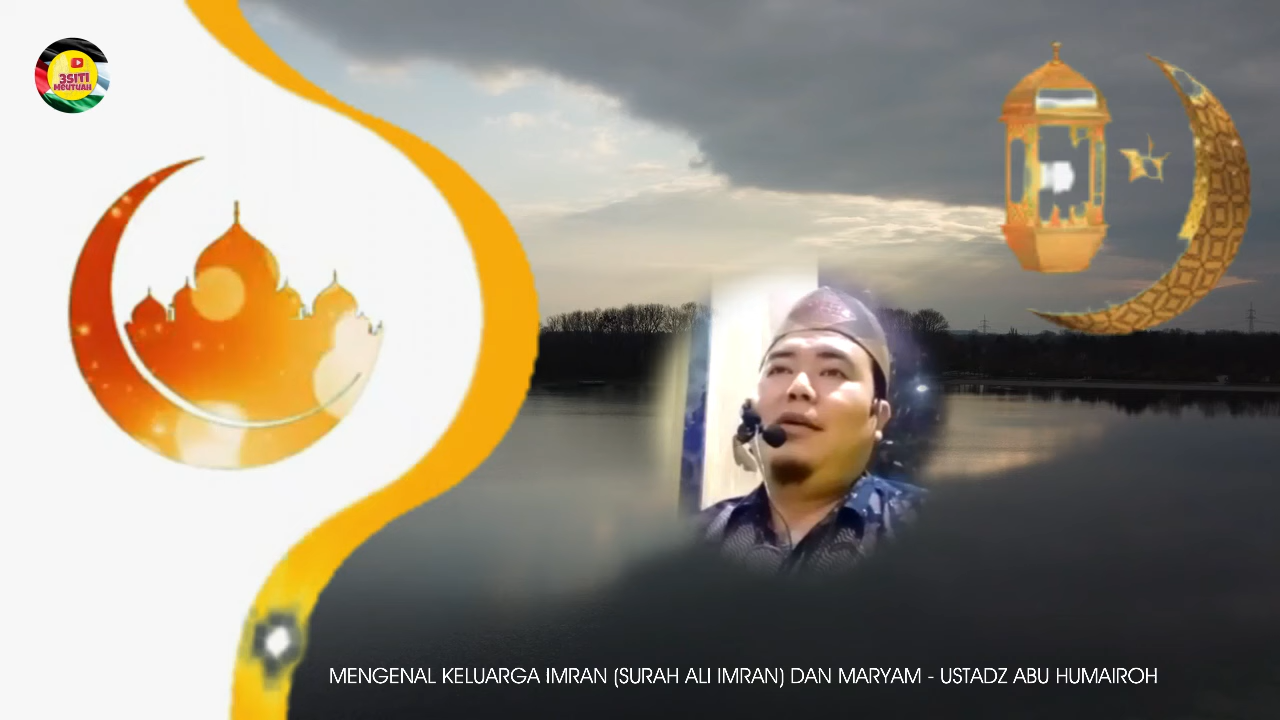 3SITI
MEUTUAH
MENGENAL KELUARGA IMRAN (SURAH ALI IMRAN) DAN MARYAM - USTADZ ABU HUMAIROH